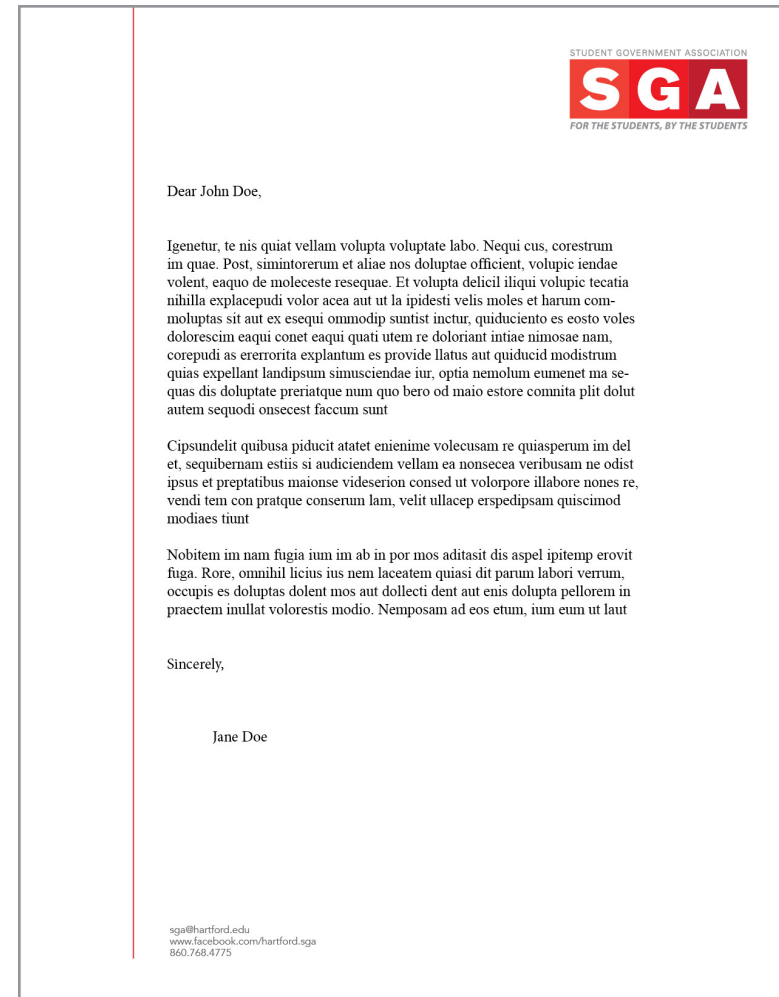 STUDENT GOVERNMENT ASSOCIATION
SGA
FOR THE STUDENTS, BY THE STUDENTS
Dear John Doe,
Igenetur, te nis quiat vellam volupta voluptate labo. Nequi cus, corestrum
im quae. Post, simintorerum et aliae nos doluptae officient, volupic iendae
volent, eaquo de moleceste resequae. Et volupta delicil iliqui volupic tecatia
nihilla explacepudi volor acea aut ut la ipidesti velis moles et harum com-
moluptas sit aut ex esequi ommodip suntist inctur, quiduciento es eosto voles
dolorescim eaqui conet eaqui quati utem re doloriant intiae nimosae nam,
corepudi as ererrorita explantum es provide llatus aut quiducid modistrum
quias expellant landipsum simusciendae iur, optia nemolum eumenet ma se-
quas dis doluptate preriatque num quo bero od maio estore comnita plit dolut
autem sequodi onsecest faccum sunt
Cipsundelit quibusa piducit atatet enienime volecusam re quiasperum im del
et, sequibernam estiis si audiciendem vellam ea nonsecea veribusam ne odist
ipsus et preptatibus maionse videserion consed ut volorpore illabore nones re,
vendi tem con pratque conserum lam, velit ullacep erspedipsam quiscimod
modiaes tiunt
Nobitem im nam fugia ium im ab in por mos aditasit dis aspel ipitemp erovit
fuga. Rore, omnihil licius ius nem laceatem quiasi dit parum labori verrum,
occupis es doluptas dolent mos aut dollecti dent aut enis dolupta pellorem in
praectem inullat volorestis modio. Nemposam ad eos etum, ium eum ut laut
Sincerely,
Jane Doe
sga@hartford.edu
www.facebook.com/hartford.sga
860.768.4775